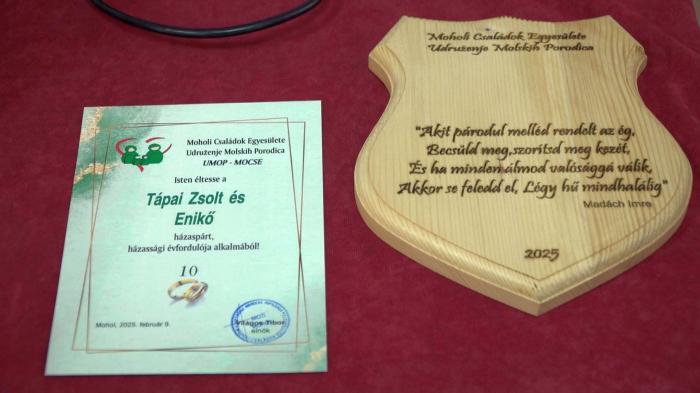 Moholi Családok Egyesülete
Udruženje Molskih Porodica
UMOP - MOCSE
Isten éltesse a
Tápai Zsolt és
Enikő
házaspárt,
házassági évfordulója alkalmából!
10
Mohol, 2025. február 9.
Világos Tibor
elnök
Moholi Családok Egyesülete
Udruženje Molskih Porodica
"Akit párodul melléd rendelt az ég,
Becsüld meg,szorítsd meg kezét,
És ha minden álmod valósággá válik,
Akkor se feledd el, Légy hű mindhalálig"
Madách Imre
2025